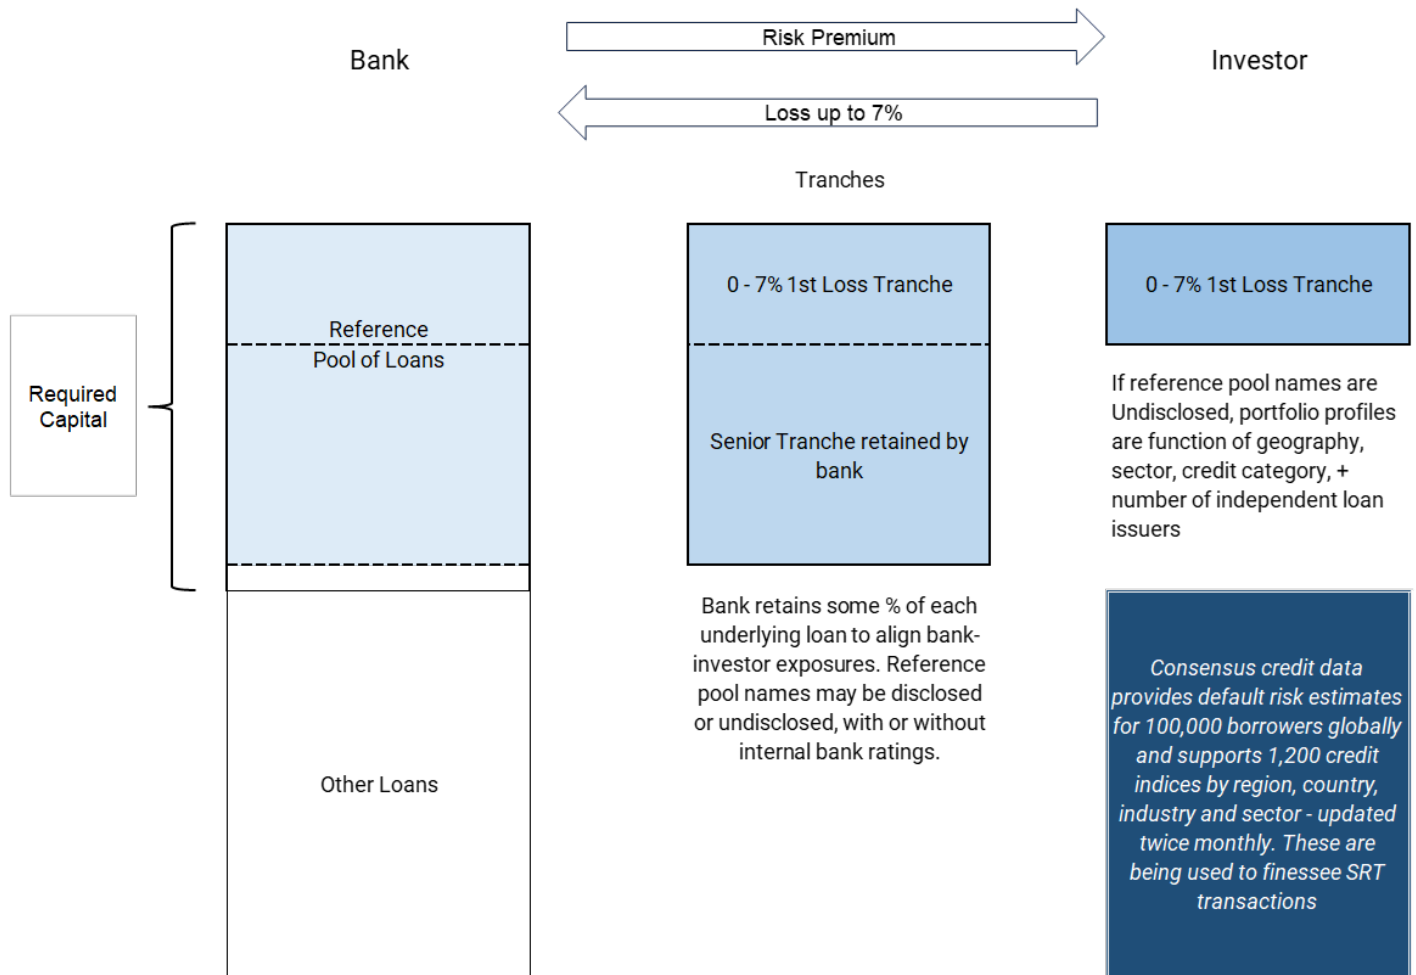 Risk Premium
Bank
Investor
Loss up to 7%
Tranches
0 - 7% 1st Loss Tranche
0 - 7% 1st Loss Tranche
Reference
Pool of Loans
Required
Capital
Senior Tranche retained by
bank
If reference pool names are
Undisclosed, portfolio profiles
are function of geography,
sector, credit category, +
number of independent loan
issuers
Bank retains some % of each
underlying loan to align bank-
investor exposures. Reference
pool names may be disclosed
or undisclosed, with or without
internal bank ratings.
Other Loans
Consensus credit data
provides default risk estimates
for 100,000 borrowers globally
and supports 1,200 credit
indices by region, country,
industry and sector - updated
twice monthly. These are
being used to finessee SRT
transactions